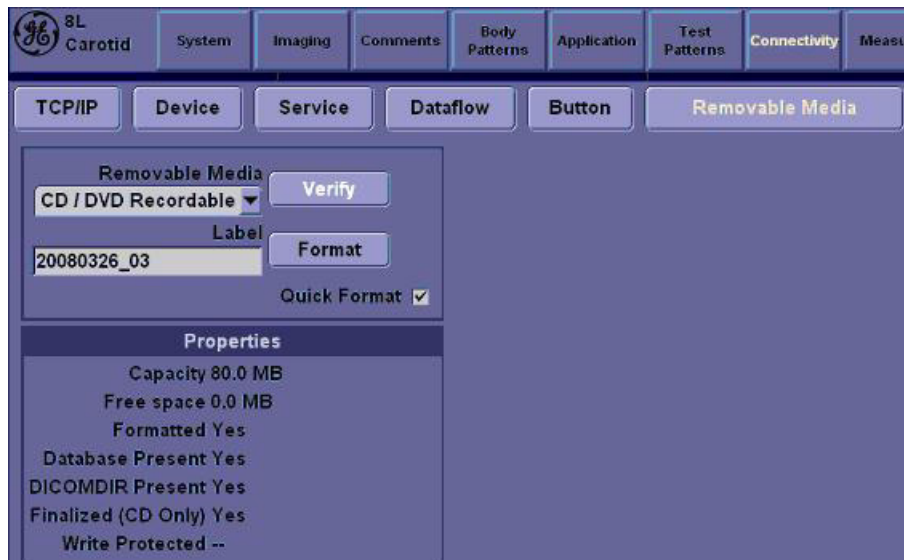 8L
Carotid
System
Imaging
Comments
Body
Patterns
Application
Test
Patterns
Connectivity
TCP/IP
Device
Service
Dataflow
Button
Removable Media
Removable Media
CD / DVD Recordable
Verify
Label
20080326_03
Format
Quick Format
Properties
Capacity 80.0 MB
Free space 0.0 MB
Formatted Yes
Database Present Yes
DICOMDIR Present Yes
Finalized (CD Only) Yes
Write Protected --